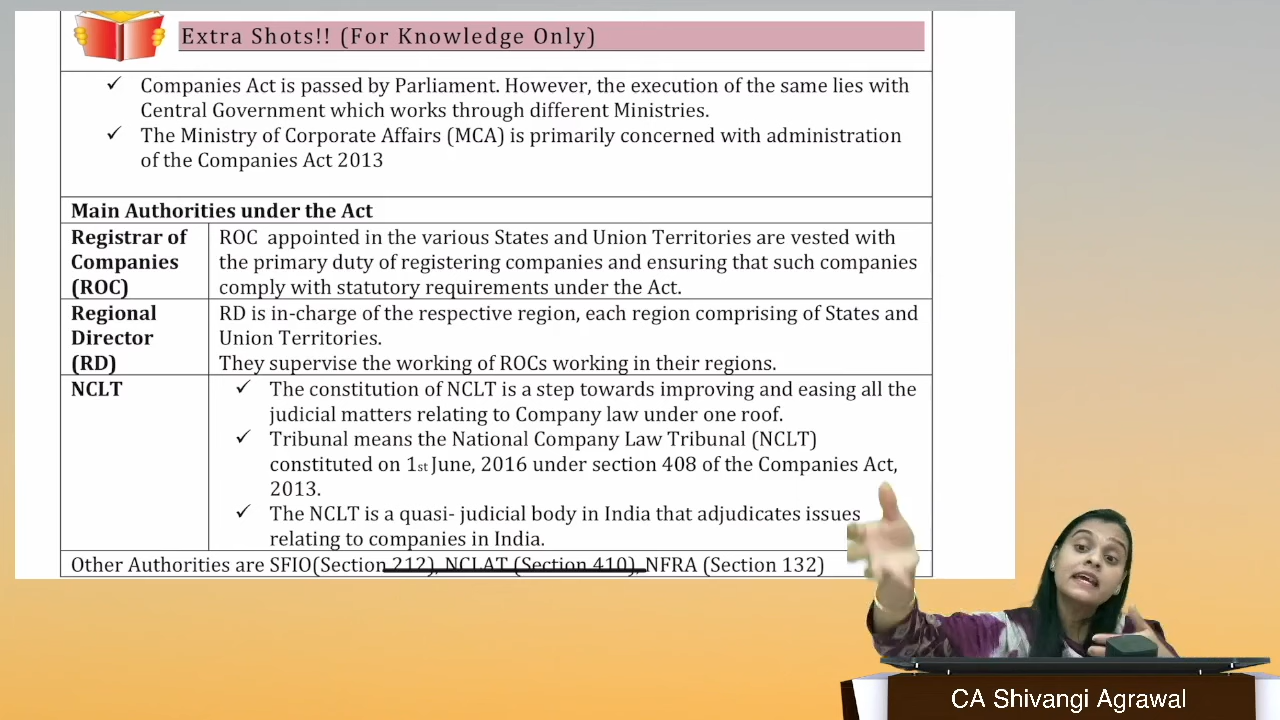 Extra Shots!! (For Knowledge Only)
✓ Companies Act is passed by Parliament. However, the execution of the same lies with
Central Government which works through different Ministries.
✓ The Ministry of Corporate Affairs (MCA) is primarily concerned with administration
of the Companies Act 2013
Main Authorities under the Act
Registrar of
Companies
(ROC)
ROC appointed in the various States and Union Territories are vested with
the primary duty of registering companies and ensuring that such companies
comply with statutory requirements under the Act.
Regional
Director
(RD)
RD is in-charge of the respective region, each region comprising of States and
Union Territories.
They supervise the working of ROCs working in their regions.
NCLT
✓ The constitution of NCLT is a step towards improving and easing all the
judicial matters relating to Company law under one roof.
✓ Tribunal means the National Company Law Tribunal (NCLT)
constituted on 1st June, 2016 under section 408 of the Companies Act,
2013.
✓ The NCLT is a quasi- judicial body in India that adjudicates issues
relating to companies in India.
Other Authorities are SFIO(Section 212), NCLAT (Section 410), NFRA (Section 132)
CA Shivangi Agrawal